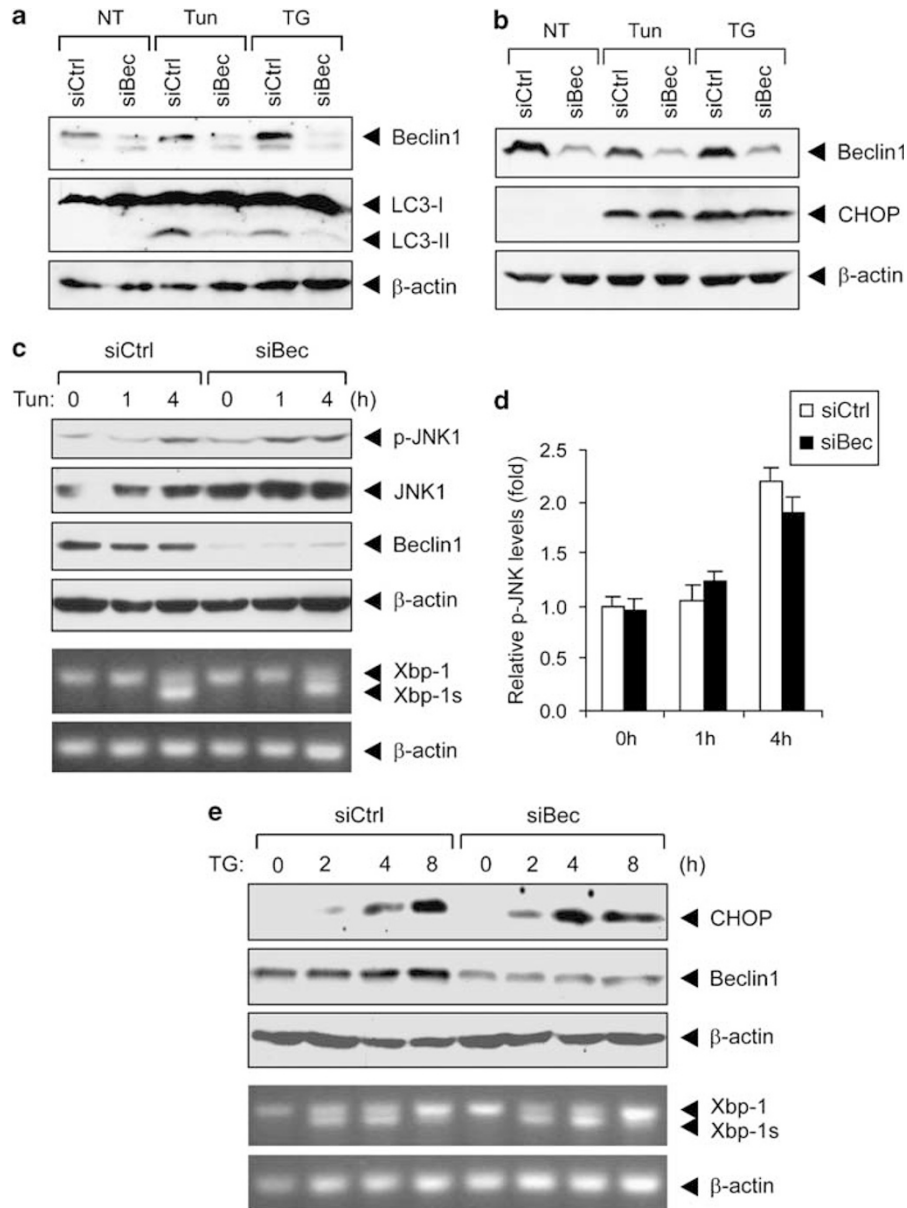 a
NT Tun TG
siCtrl siBec siCtrl siBec siCtrl siBec
Beclin1
LC3-I
LC3-II
β-actin
b
NT Tun TG
siCtrl siBec siCtrl siBec siCtrl siBec
Beclin1
CHOP
β-actin
c
siCtrl siBec
Tun: 0 1 4 0 1 4 (h)
p-JNK1
JNK1
Beclin1
β-actin
Xbp-1
Xbp-1s
β-actin
d
siCtrl
siBec
Relative p-JNK levels (fold)
2.5
2.0
1.5
1.0
0.5
0.0
0h 1h 4h
e
siCtrl siBec
TG: 0 2 4 8 0 2 4 8 (h)
CHOP
Beclin1
β-actin
Xbp-1
Xbp-1s
β-actin